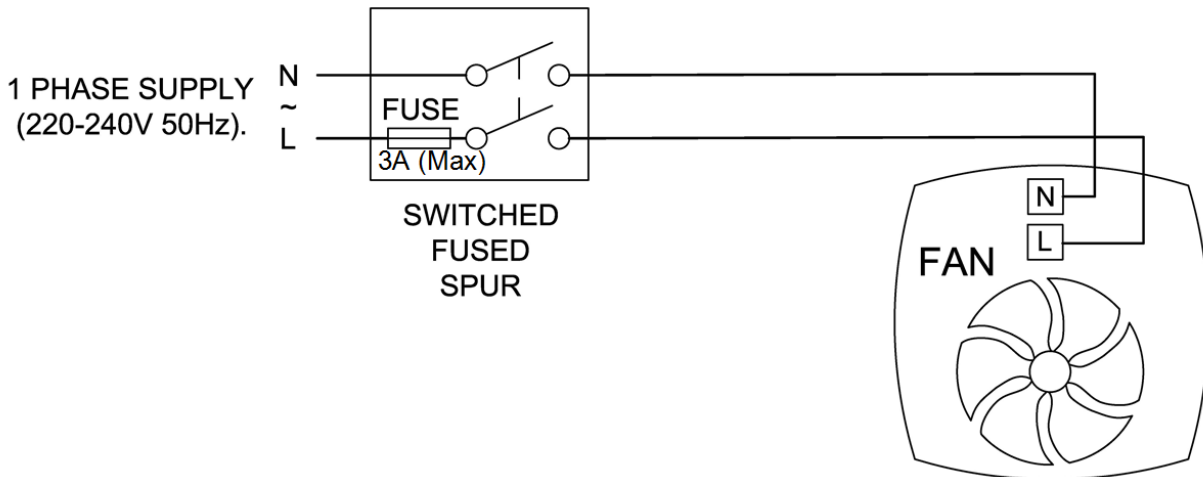 1 PHASE SUPPLY
(220-240V 50Hz).
N
~
L
FUSE
3A (Max)
SWITCHED
FUSED
SPUR
N
L
FAN